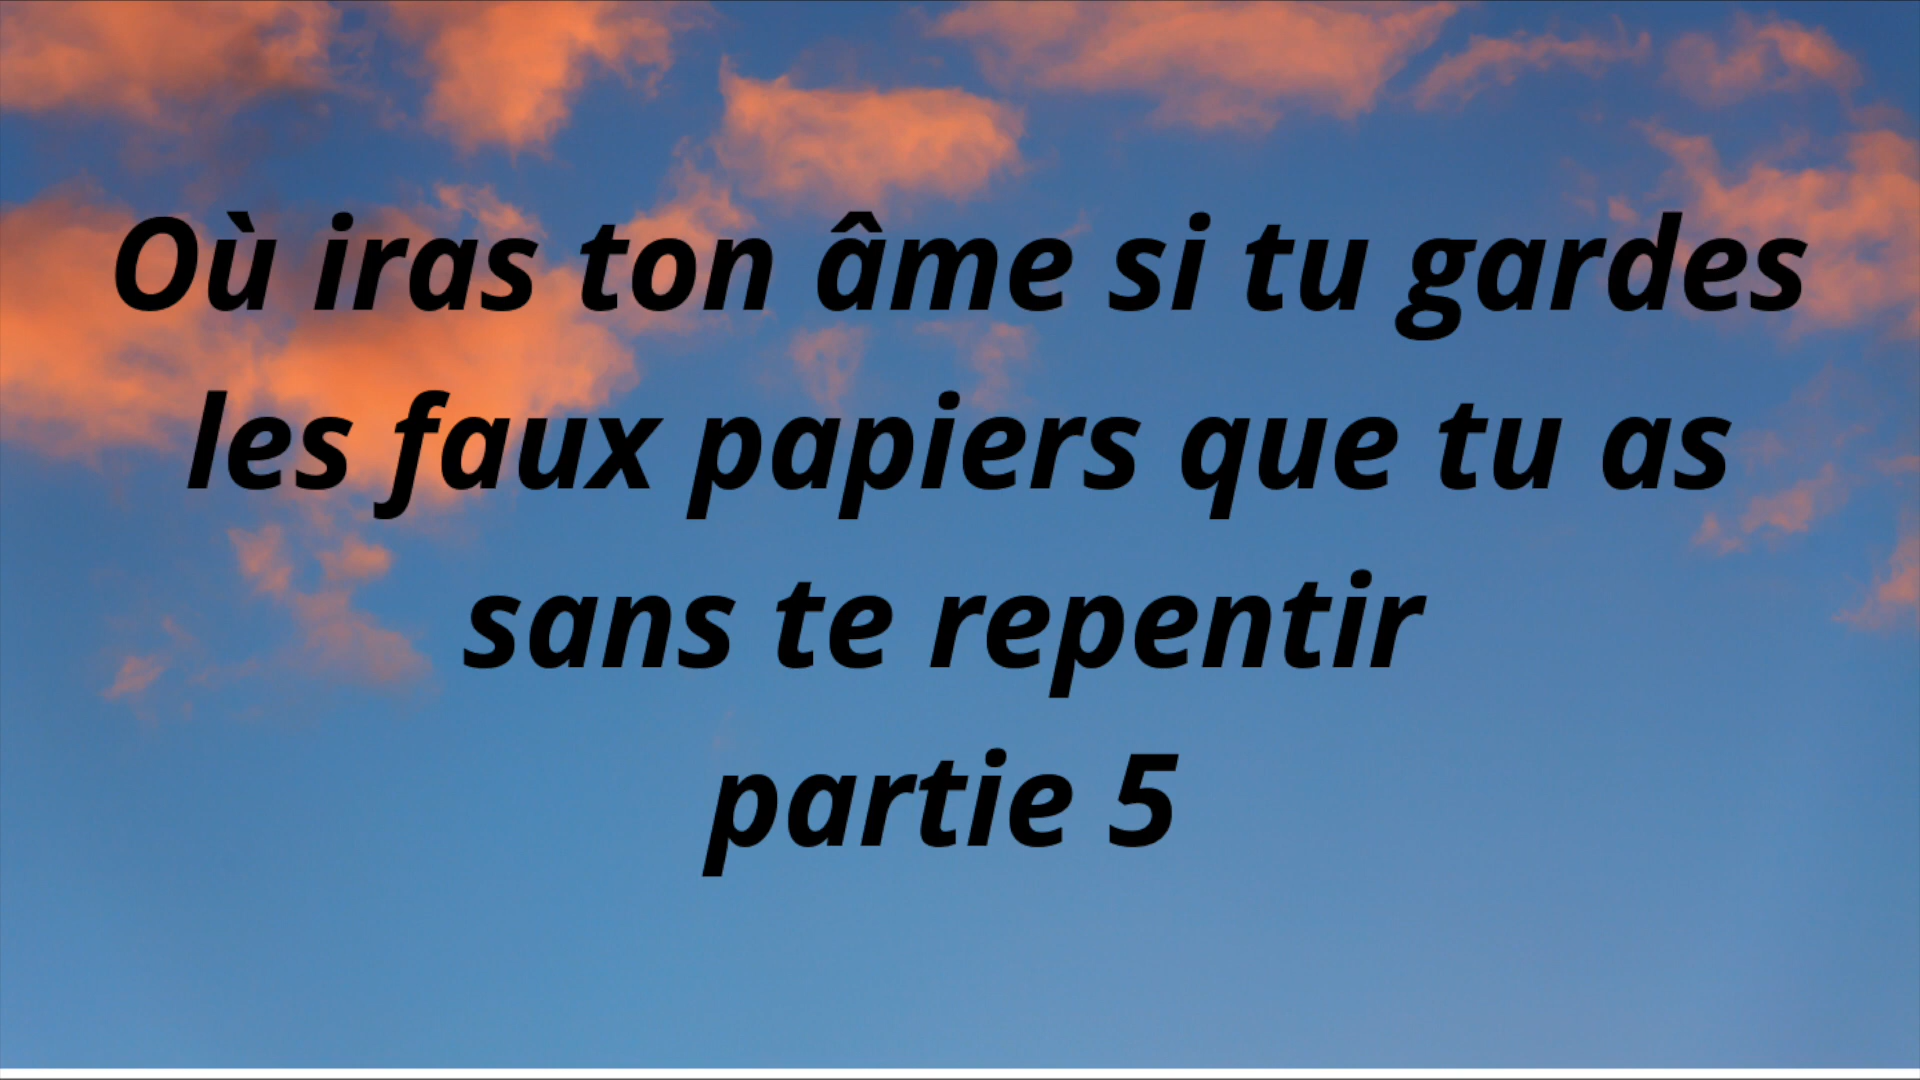 Où iras ton âme si tu gardes
les faux papiers que tu as
sans te repentir
partie 5